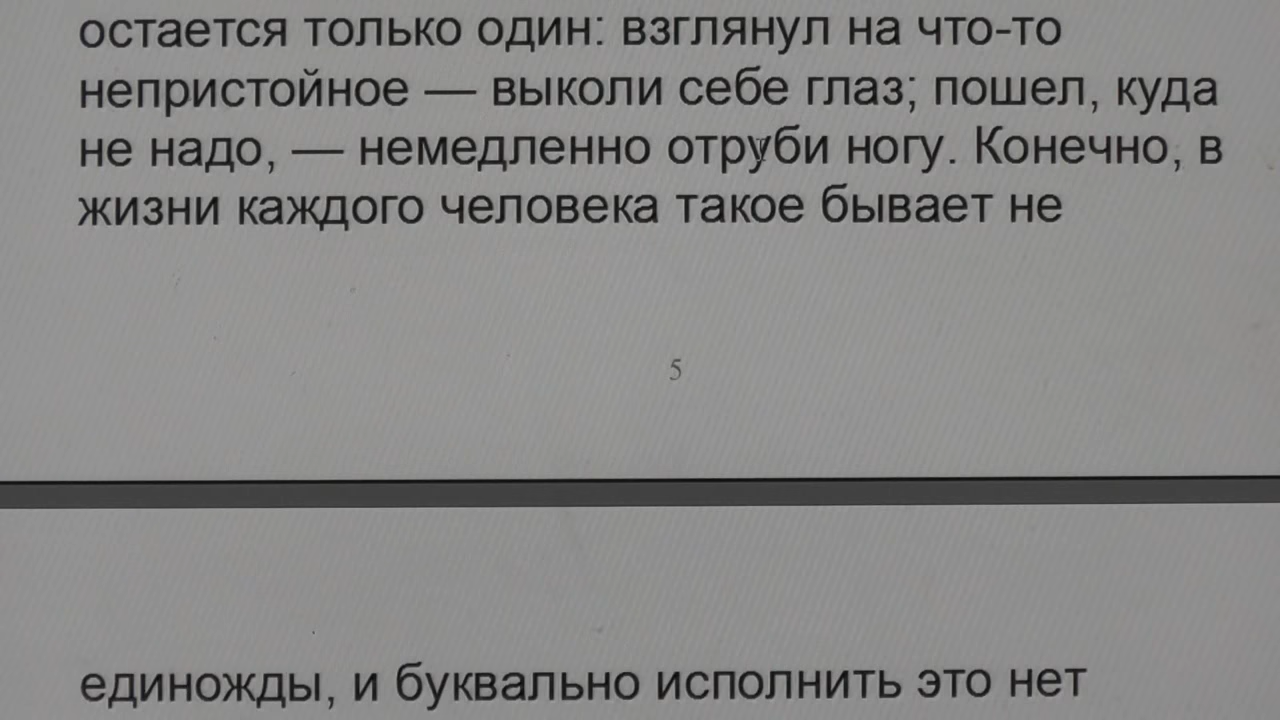 остается только один: взглянул на что-то
непристойное — выколи себе глаз; пошел, куда
не надо, — немедленно отруби ногу. Конечно, в
жизни каждого человека такое бывает не
5
единожды, и буквально исполнить это нет